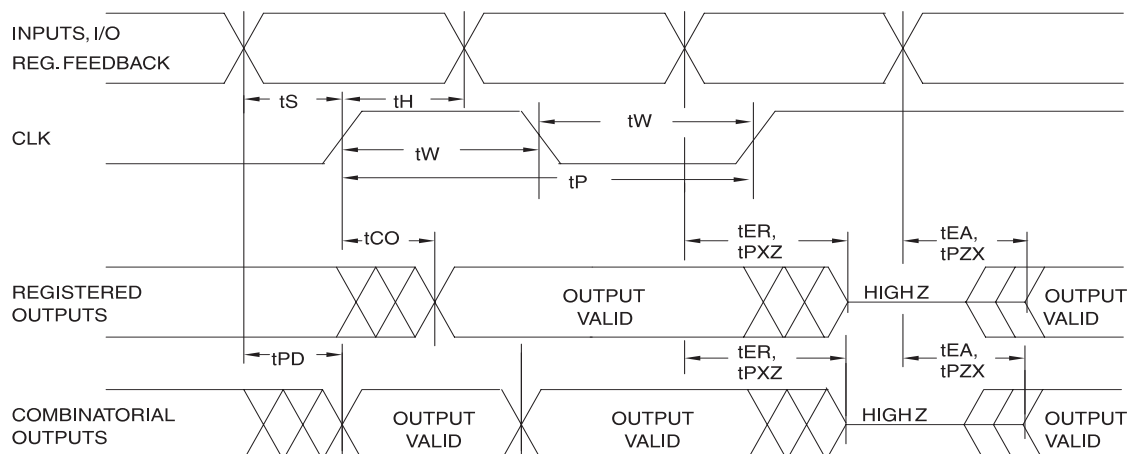 INPUTS, I/O
REG. FEEDBACK
tS
tH
CLK
tW
tW
tP
tCO
tER,
tPXZ
tEA,
tPZX
REGISTERED
OUTPUTS
OUTPUT
VALID
HIGH Z
OUTPUT
VALID
tPD
tER,
tPXZ
tEA,
tPZX
COMBINATORIAL
OUTPUTS
OUTPUT
VALID
OUTPUT
VALID
HIGH Z
OUTPUT
VALID